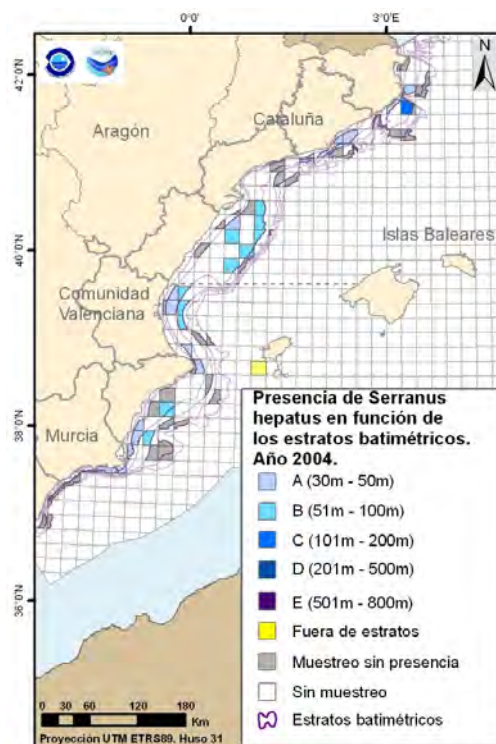 0°0' 3°0'E
N
42°0'N
Cataluña
Aragón
40°0'N
Islas Baleares
Comunidad
Valenciana
Presencia de Serranus
hepatus en función de
los estratos batimétricos.
Año 2004.
38°0'N
Murcia
A (30m - 50m)
B (51m - 100m)
C (101m - 200m)
D (201m - 500m)
E (501m - 800m)
Fuera de estratos
Muestreo sin presencia
Sin muestreo
Estratos batimétricos
36°0'N
0 30 60 120 180
Km
Proyección UTM ETRS89. Huso 31